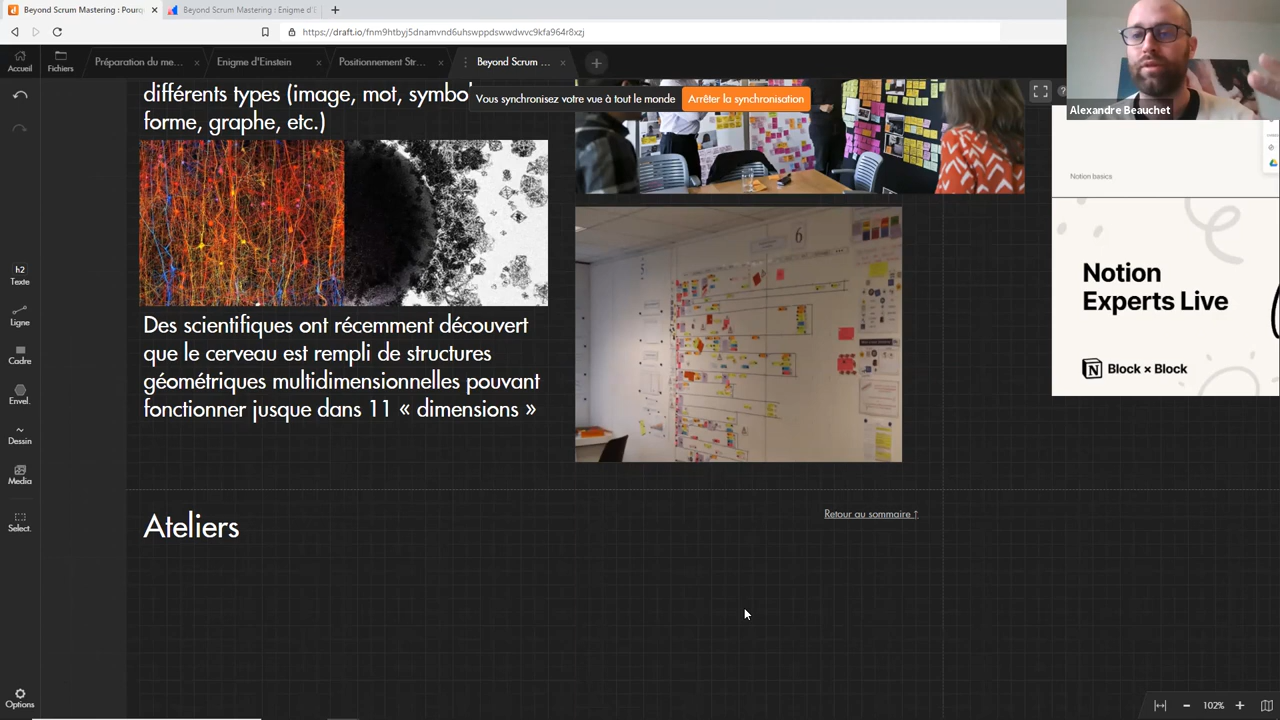 Beyond Scrum Mastering : Pourqu
Beyond Scrum Mastering : Enigme d'E
https://draft.io/fnm9htbyj5dnamvnd6uhswppdswwdwvc9kfa964r8xzj
Accueil
Fichiers
Préparation du me...
Enigme d'Einstein
Positionnement Str...
Beyond Scrum ...
Alexandre Beauchet
différents types (image, mot, symbo
forme, graphe, etc.)
Vous synchronisez votre vue à tout le monde
Arrêter la synchronisation
Notion basics
6
5
Notion
Experts Live
Block × Block
h2
Texte
Ligne
Cadre
Envel.
Dessin
Media
Select.
Options
Des scientifiques ont récemment découvert
que le cerveau est rempli de structures
géométriques multidimensionnelles pouvant
fonctionner jusque dans 11 « dimensions »
Ateliers
Retour au sommaire ↑
102%